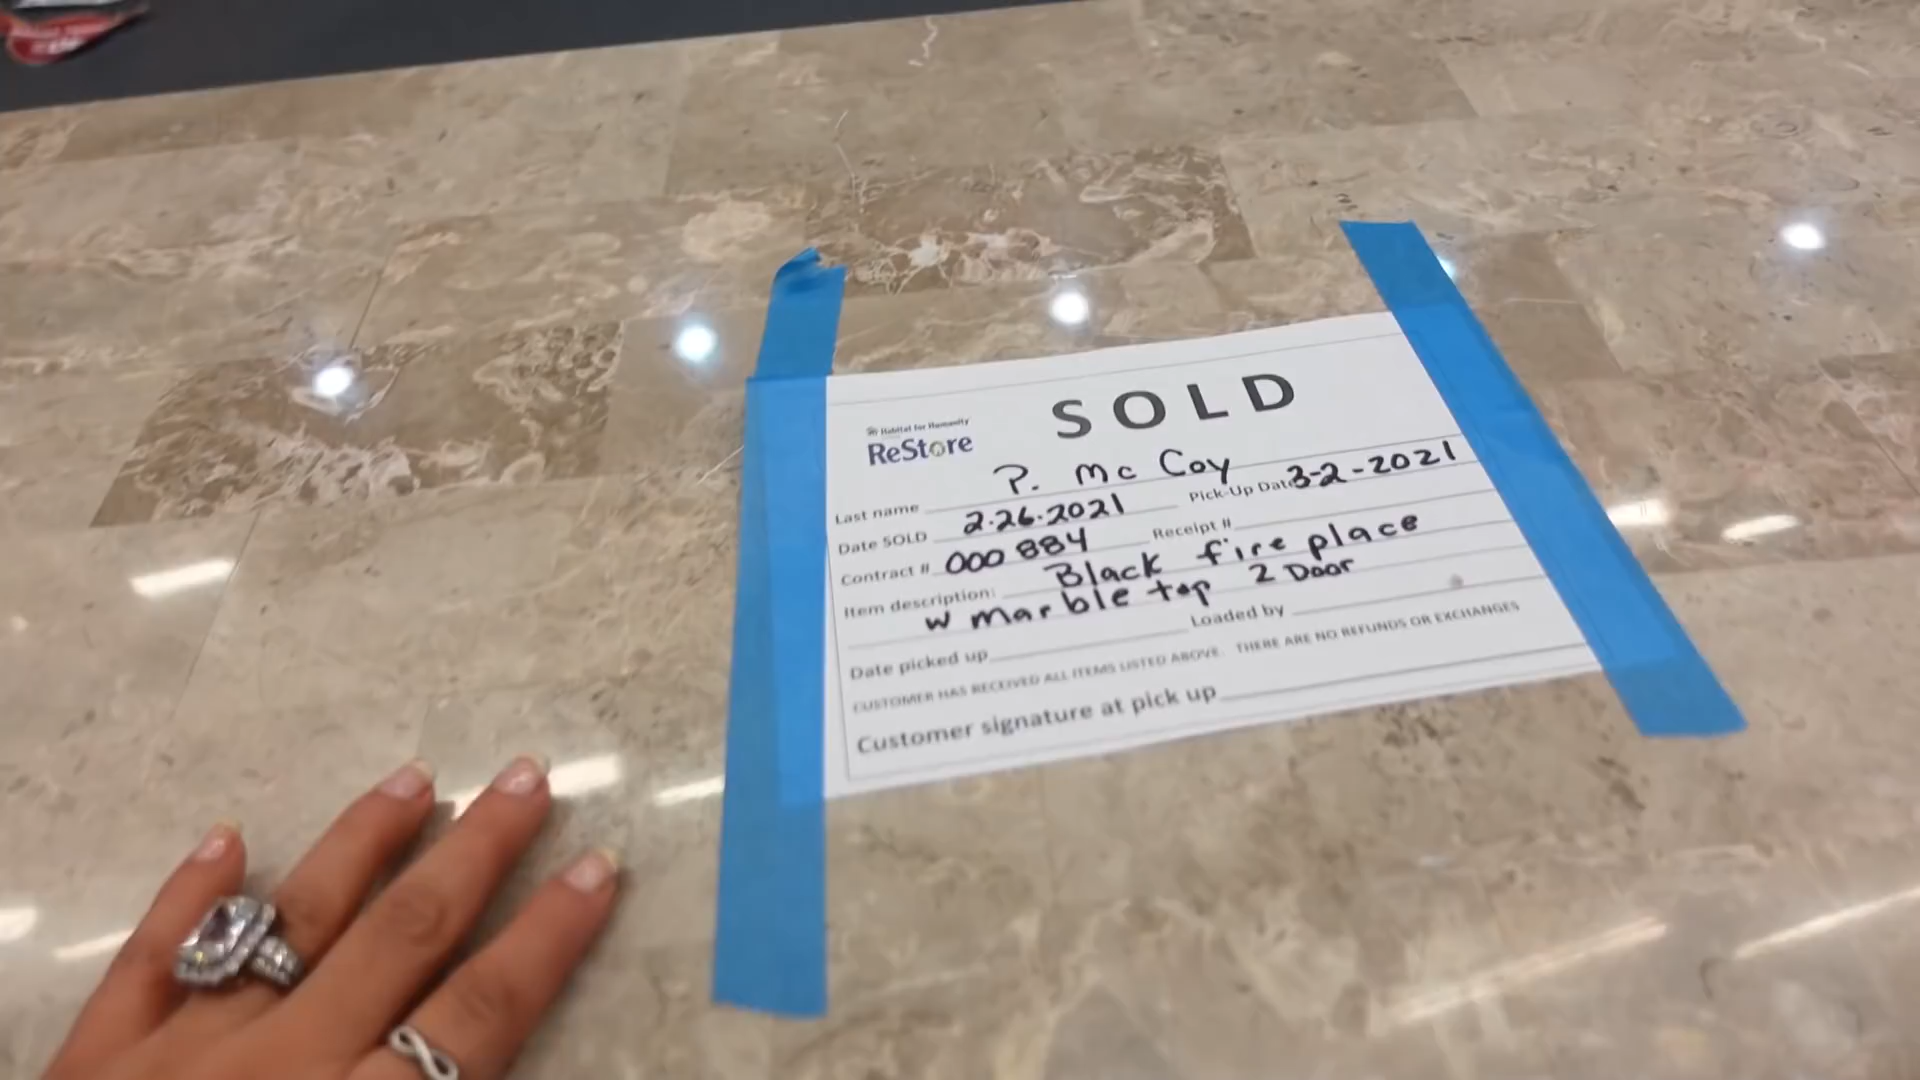 SOLD
Habitat for Humanity
ReStore
Last name P. Mc Coy
Date SOLD 2.26.2021 Pick-Up Date 3-2-2021
Contract # 000 884 Receipt #
Item description: Black fire place
w marble top 2 Door
Date picked up Loaded by
CUSTOMER HAS RECEIVED ALL ITEMS LISTED ABOVE. THERE ARE NO REFUNDS OR EXCHANGES
Customer signature at pick up